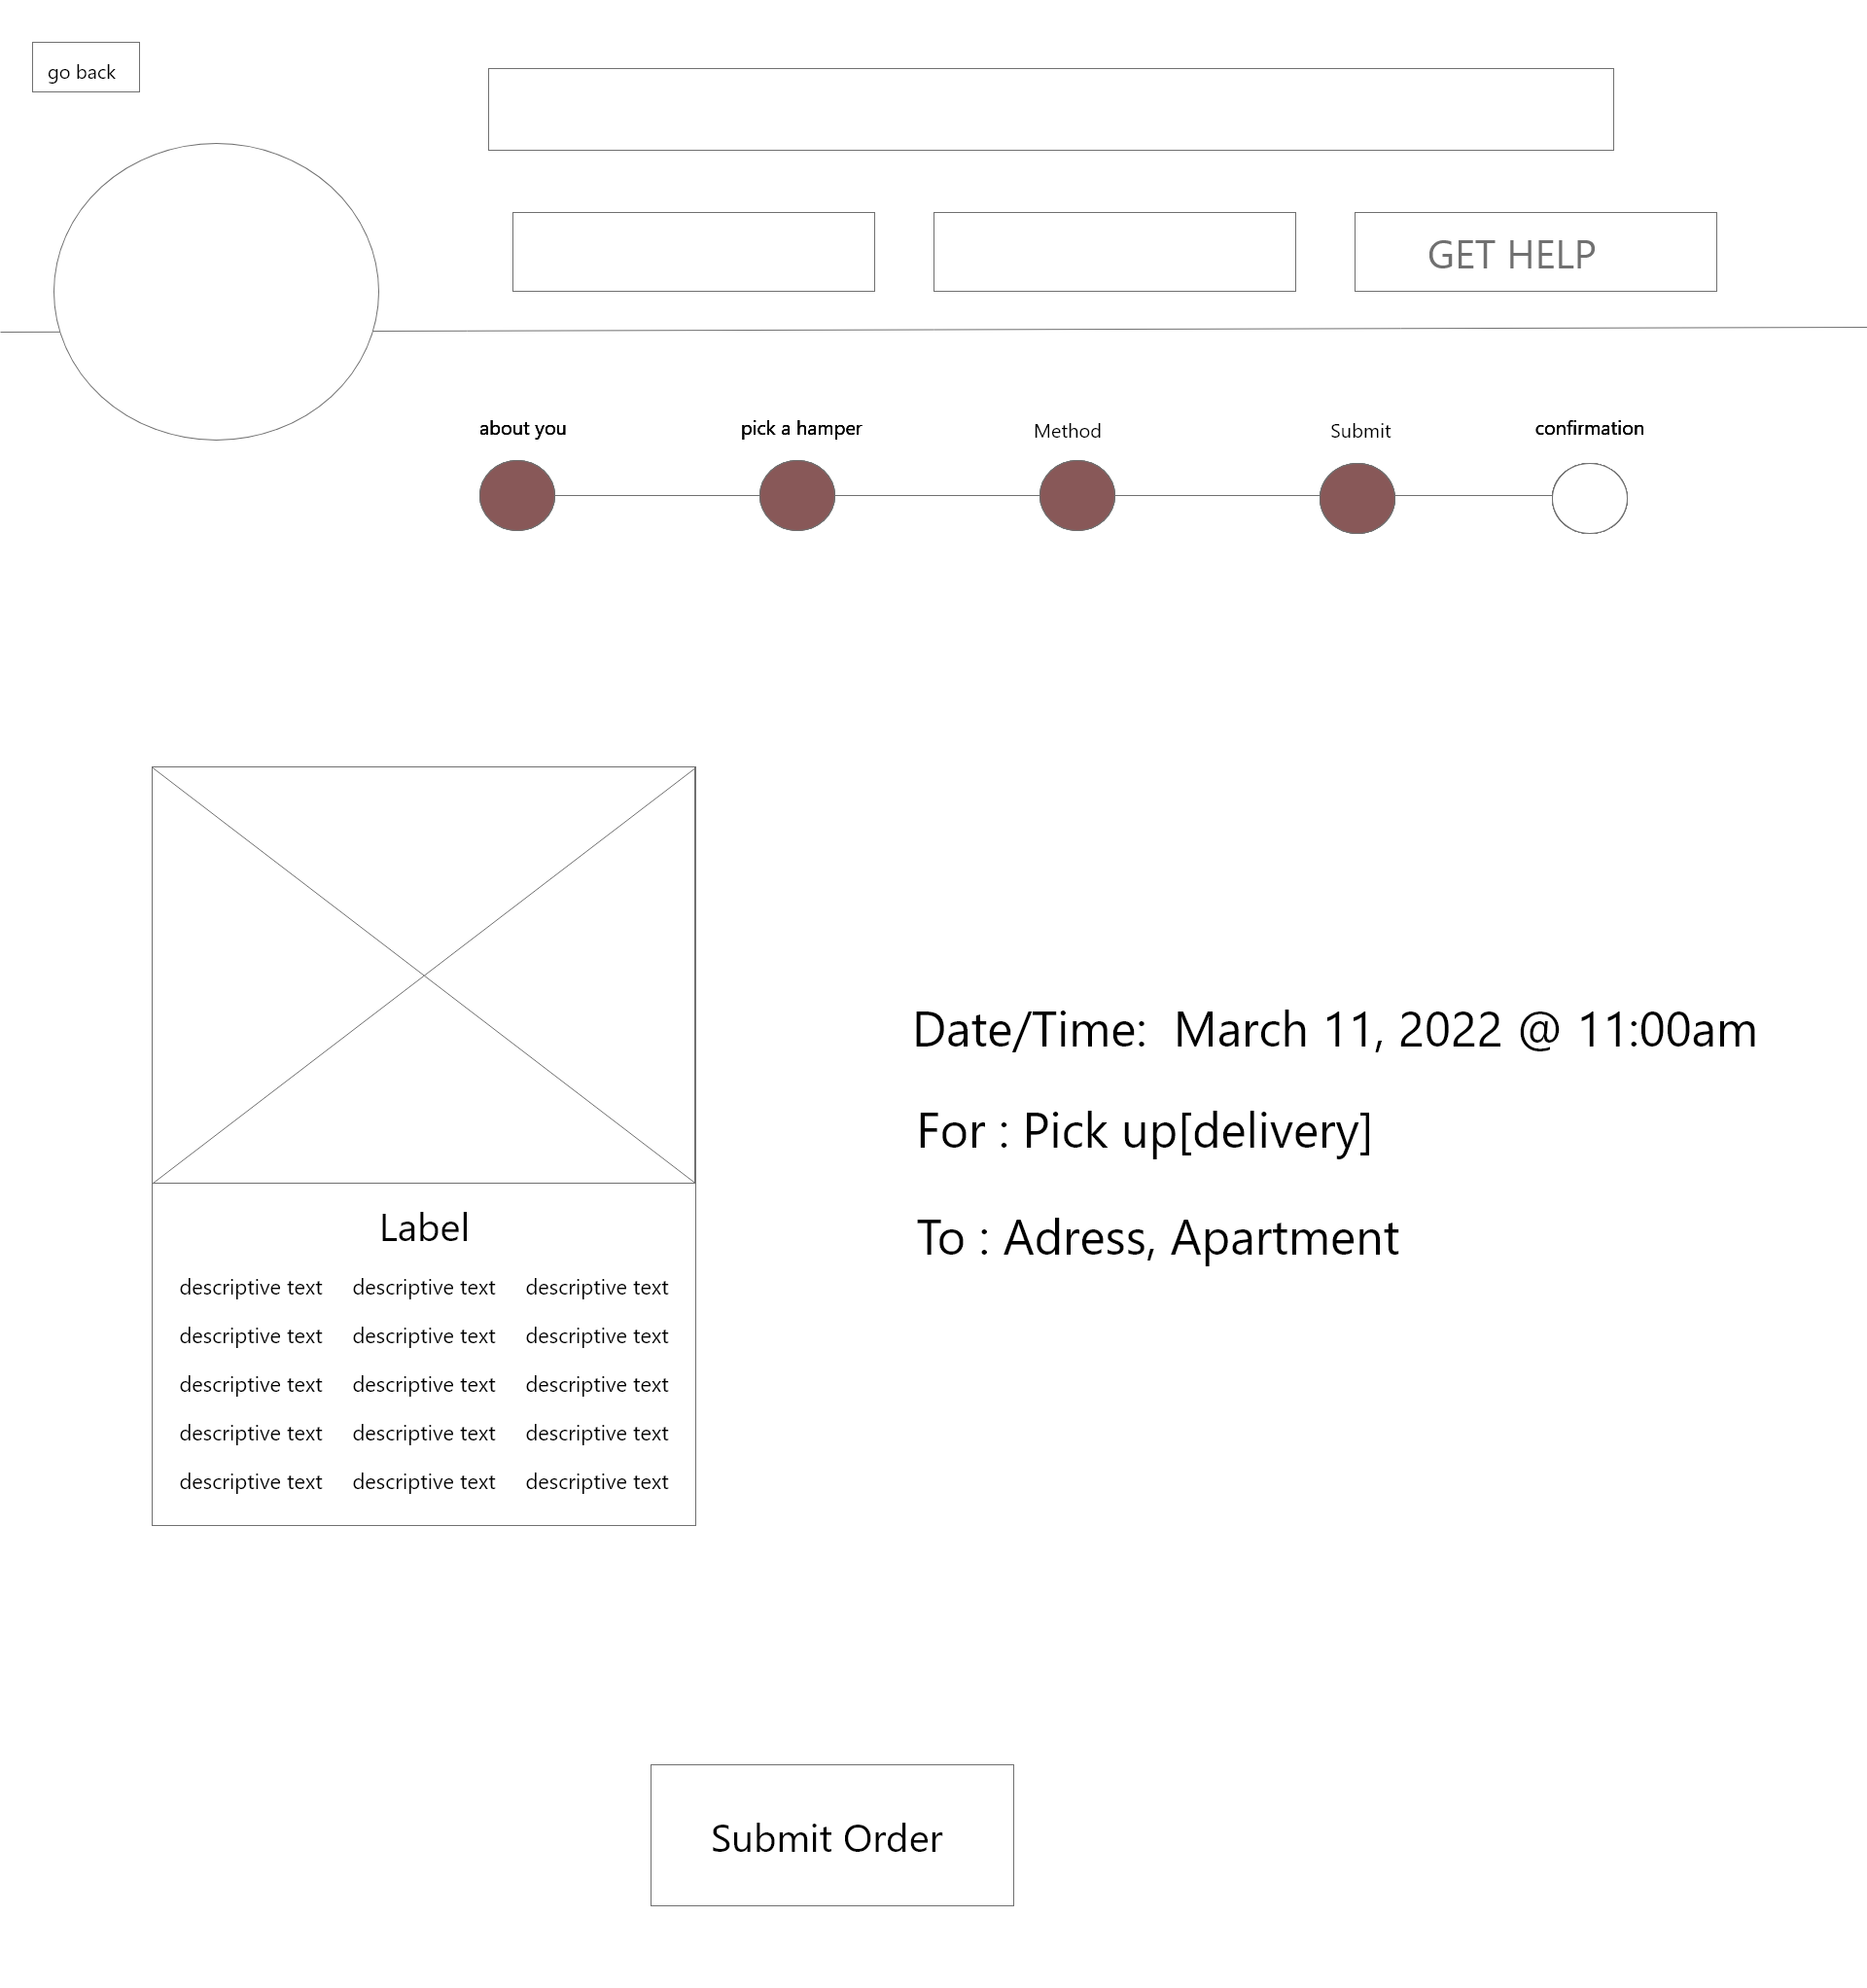 go back
GET HELP
about you pick a hamper Method Submit confirmation
Date/Time:  March 11, 2022 @ 11:00am
For : Pick up[delivery]
To : Adress, Apartment
Label
descriptive text descriptive text descriptive text
descriptive text descriptive text descriptive text
descriptive text descriptive text descriptive text
descriptive text descriptive text descriptive text
descriptive text descriptive text descriptive text
Submit Order